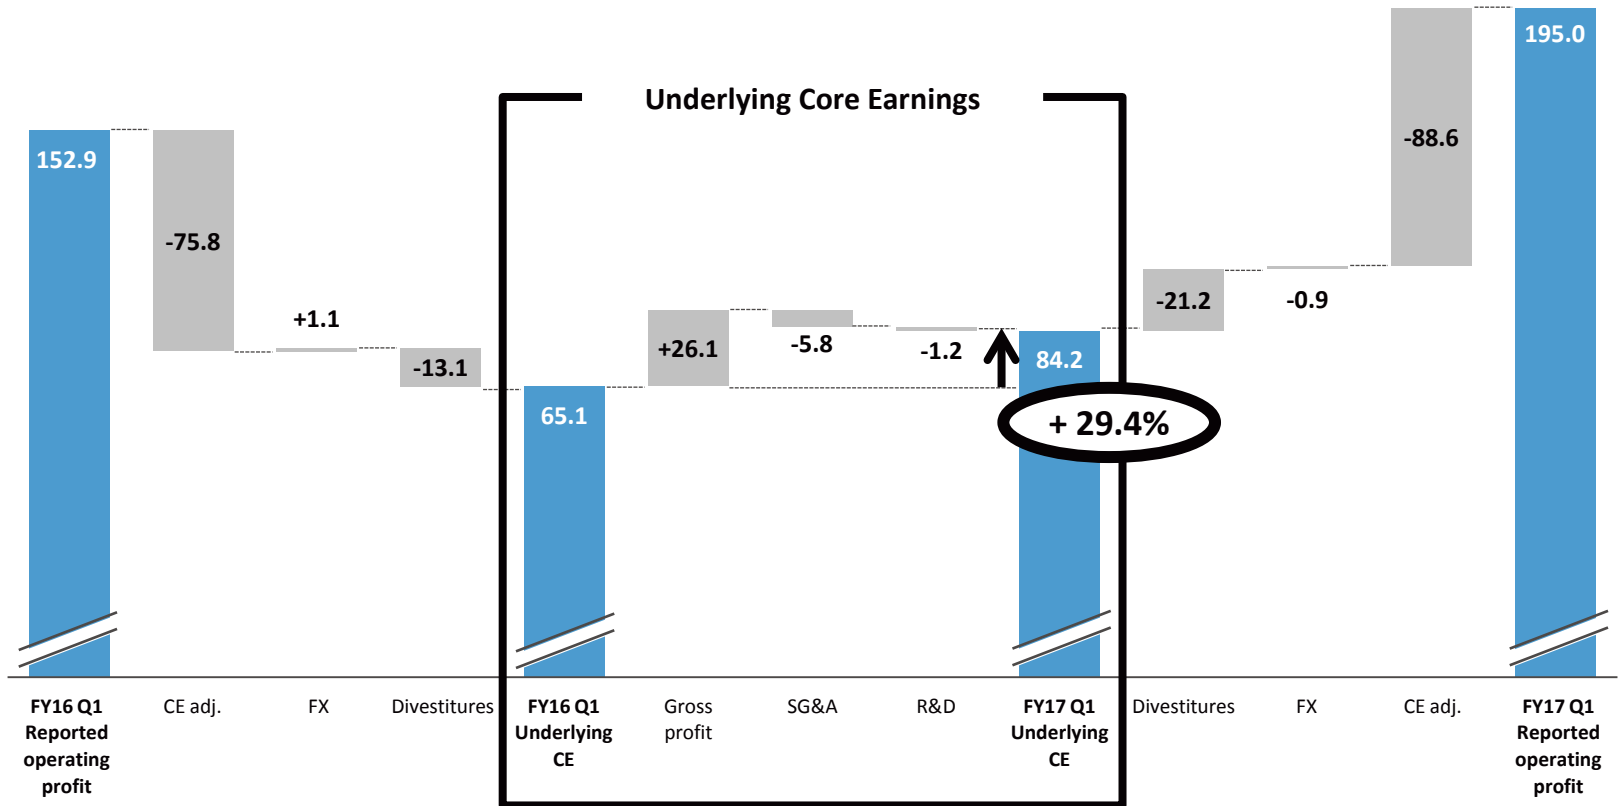 195.0
Underlying Core Earnings
-88.6
152.9
-75.8
-21.2
-0.9
+1.1
-5.8
-1.2
+26.1
84.2
-13.1
65.1
+ 29.4%
FY16 Q1
Reported
operating
profit
CE adj.
FX
Divestitures
FY16 Q1
Underlying
CE
Gross
profit
SG&A
R&D
FY17 Q1
Underlying
CE
Divestitures
FX
CE adj.
FY17 Q1
Reported
operating
profit